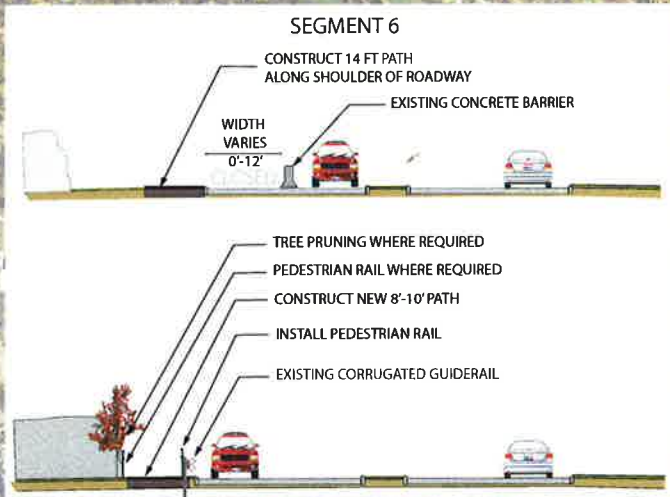 SEGMENT 6
CONSTRUCT 14 FT PATH
ALONG SHOULDER OF ROADWAY
EXISTING CONCRETE BARRIER
WIDTH
VARIES
0'-12'
CLOSED
TREE PRUNING WHERE REQUIRED
PEDESTRIAN RAIL WHERE REQUIRED
CONSTRUCT NEW 8'-10' PATH
INSTALL PEDESTRIAN RAIL
EXISTING CORRUGATED GUIDERAIL